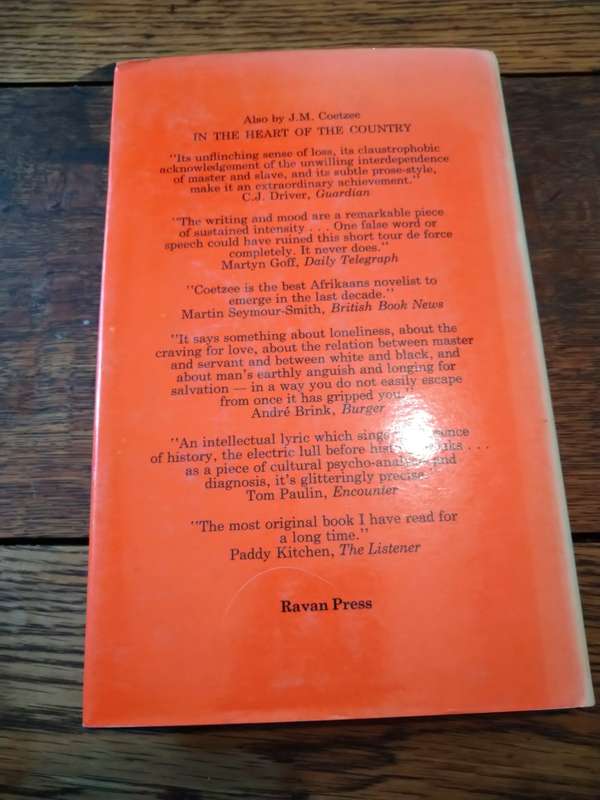 Also by J.M. Coetzee
IN THE HEART OF THE COUNTRY
"Its unflinching sense of loss, its claustrophobic
acknowledgement of the unwilling interdependence
of master and slave, and its subtle prose-style,
make it an extraordinary achievement."
C.J. Driver, Guardian
"The writing and mood are a remarkable piece
of sustained intensity . . . One false word or
speech could have ruined this short tour de force
completely. It never does."
Martyn Goff, Daily Telegraph
"Coetzee is the best Afrikaans novelist to
emerge in the last decade."
Martin Seymour-Smith, British Book News
"It says something about loneliness, about the
craving for love, about the relation between master
and servant and between white and black, and
about man's earthly anguish and longing for
salvation — in a way you do not easily escape
from once it has gripped you."
André Brink, Burger
"An intellectual lyric which sings
of history, the electric lull before . . .
as a piece of cultural and
diagnosis, it's glitteringly precise
Tom Paulin, Encounter
"The most original book I have read for
a long time."
Paddy Kitchen, The Listener
Ravan Press